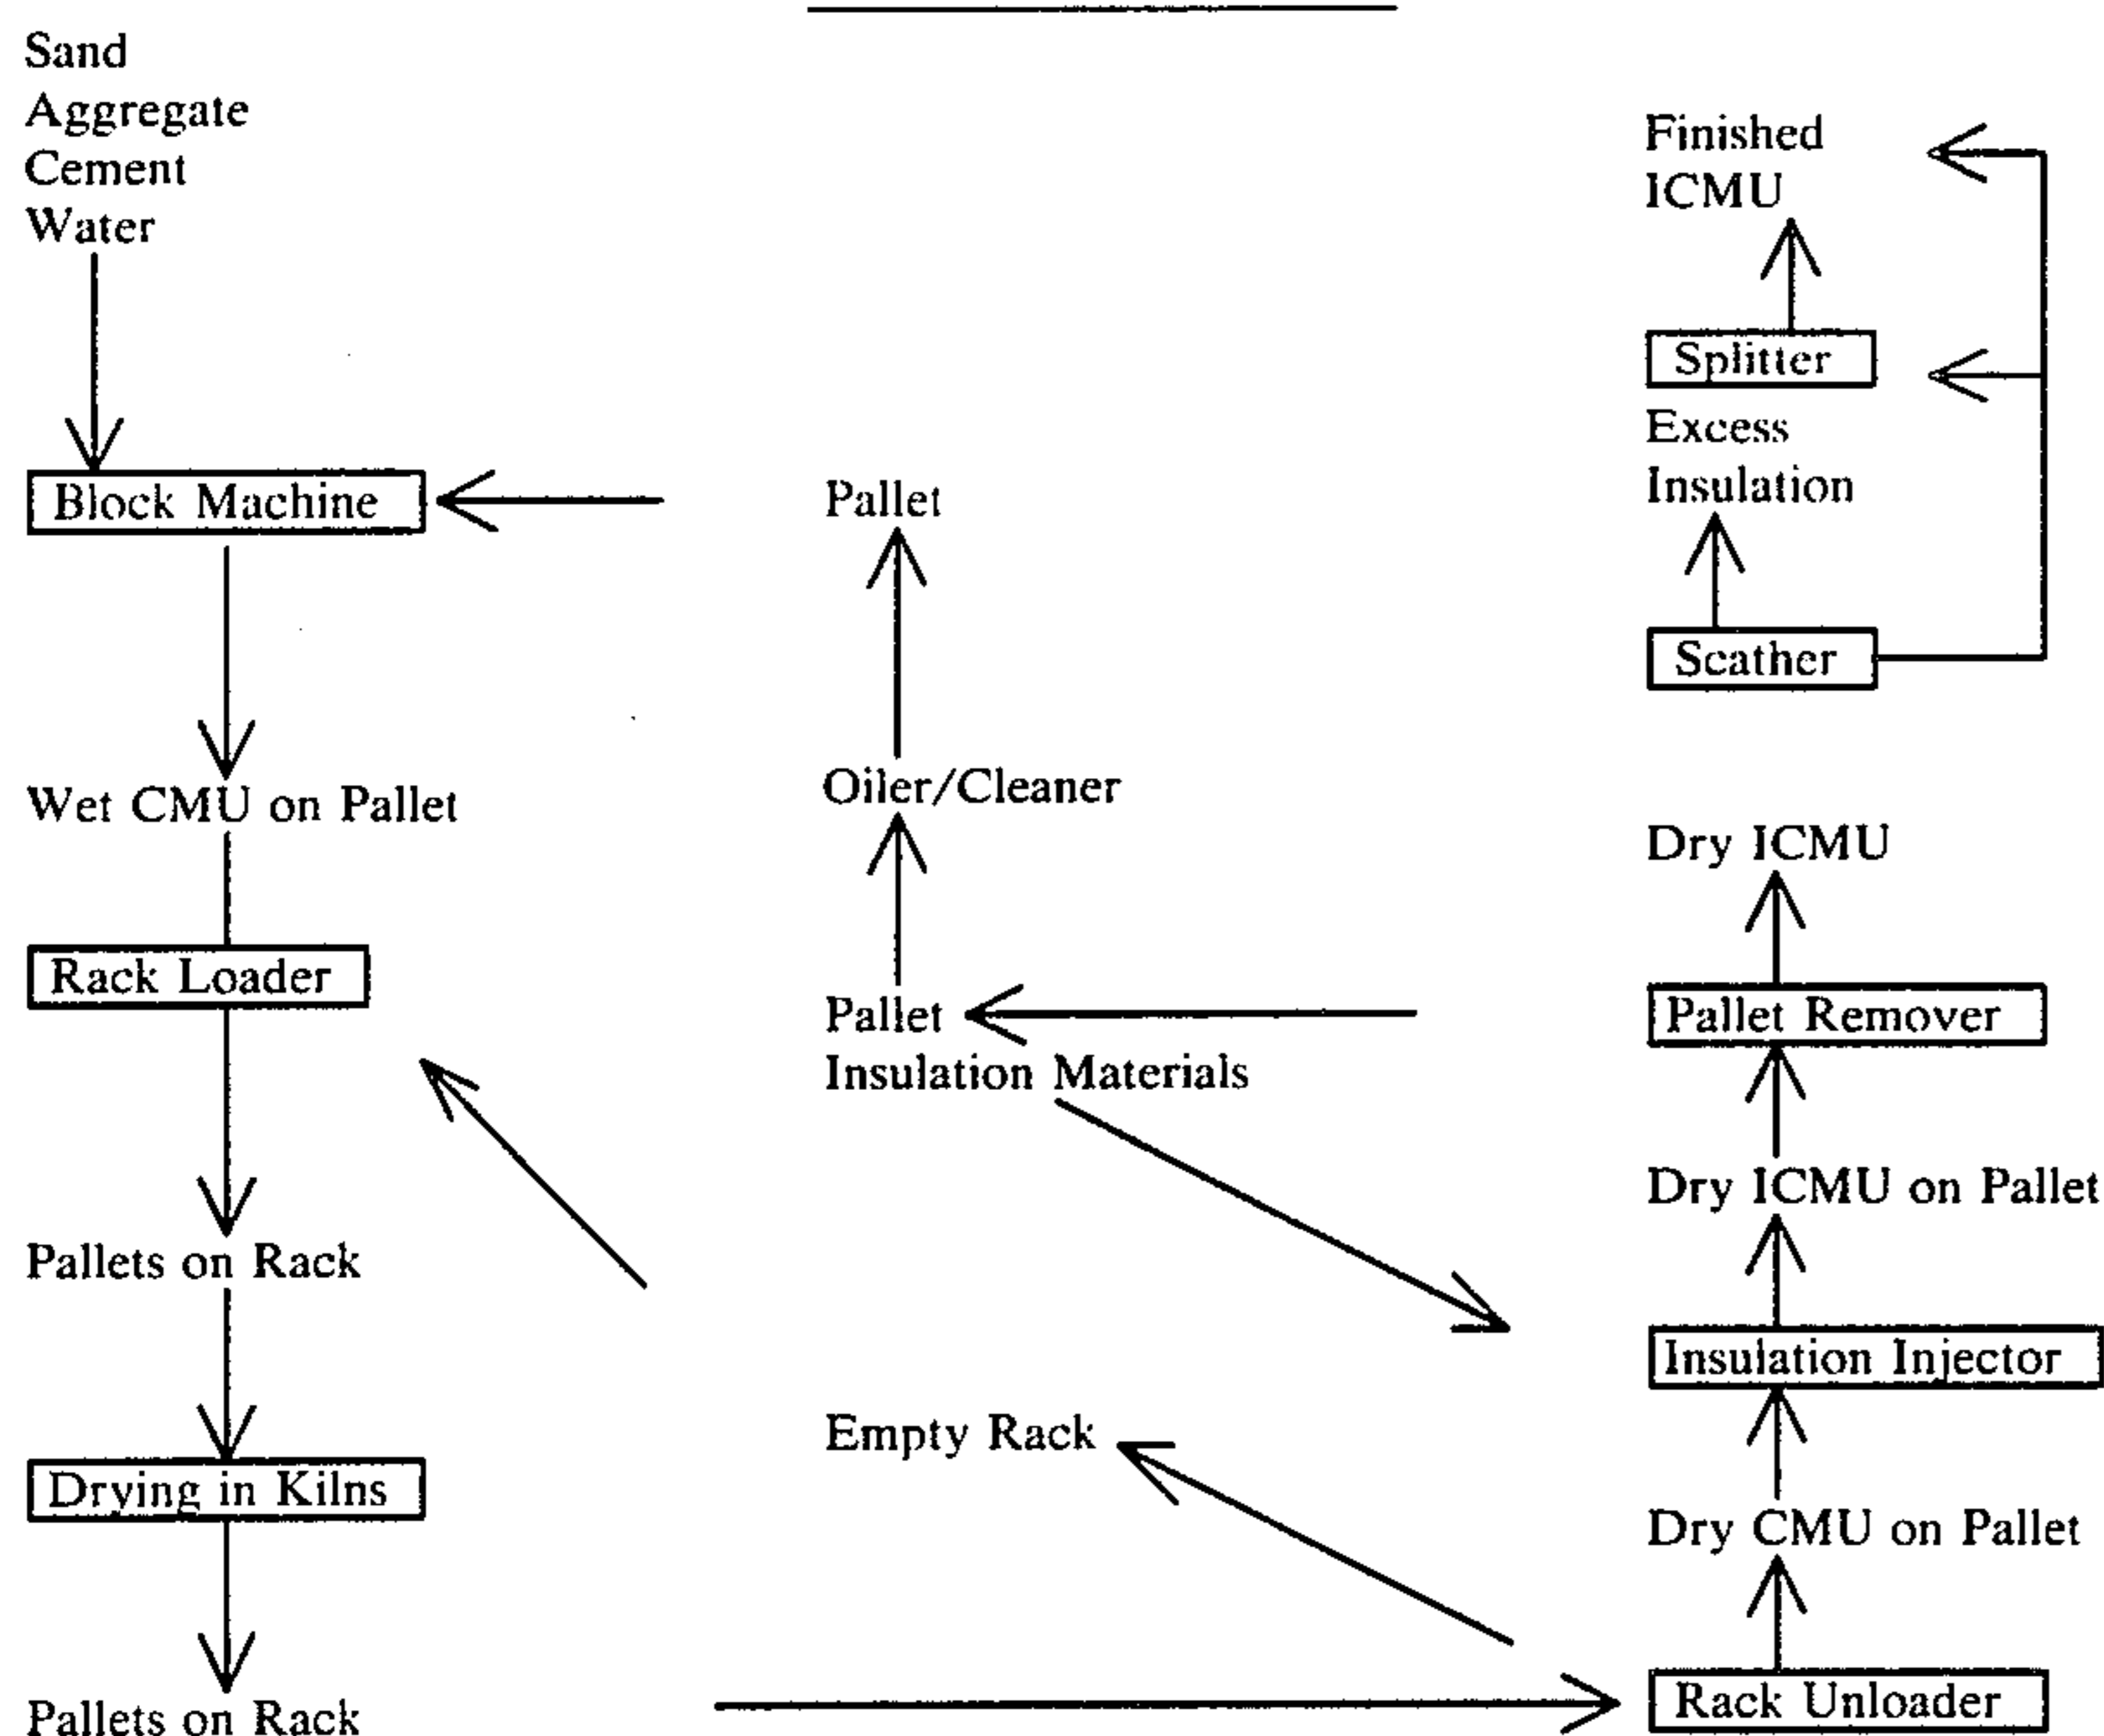 Sand
Aggregate
Cement
Water
Block Machine
Wet CMU on Pallet
Rack Loader
Pallets on Rack
Drying in Kilns
Pallets on Rack
Pallet
Oiler/Cleaner
Pallet
Insulation Materials
Empty Rack
Finished
ICMU
Splitter
Excess
Insulation
Scather
Dry ICMU
Pallet Remover
Dry ICMU on Pallet
Insulation Injector
Dry CMU on Pallet
Rack Unloader